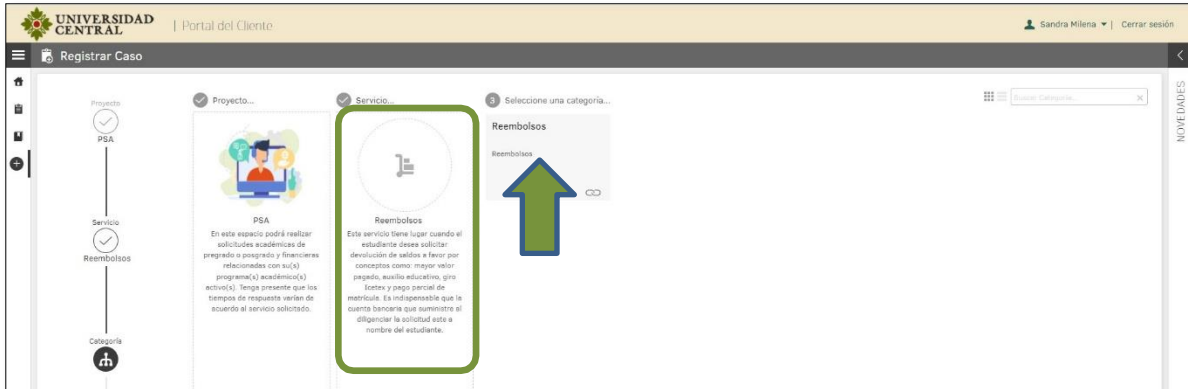 UNIVERSIDAD
CENTRAL
| Portal del Cliente
Sandra Milena | Cerrar sesión
Registrar Caso
NOVEDADES
Proyecto
PSA
Servicio
Reembolsos
Categoría
Proyecto...
PSA
En este espacio podrá realizar
solicitudes académicas de
pregrado o posgrado y financieras
relacionadas con su(s)
programa(s) académico(s)
activo(s). Tenga presente que los
tiempos de respuesta varían de
acuerdo al servicio solicitado.
Servicio...
Reembolsos
Este servicio tiene lugar cuando el
estudiante desea solicitar
devolución de saldos a favor por
conceptos como: mayor valor
pagado, auxilio educativo, giro
Icetex y pago parcial de
matrícula. Es indispensable que la
cuenta bancaria que suministre al
diligenciar la solicitud este a
nombre del estudiante.
3 Seleccione una categoría...
Reembolsos
Reembolsos
Buscar Categoría...